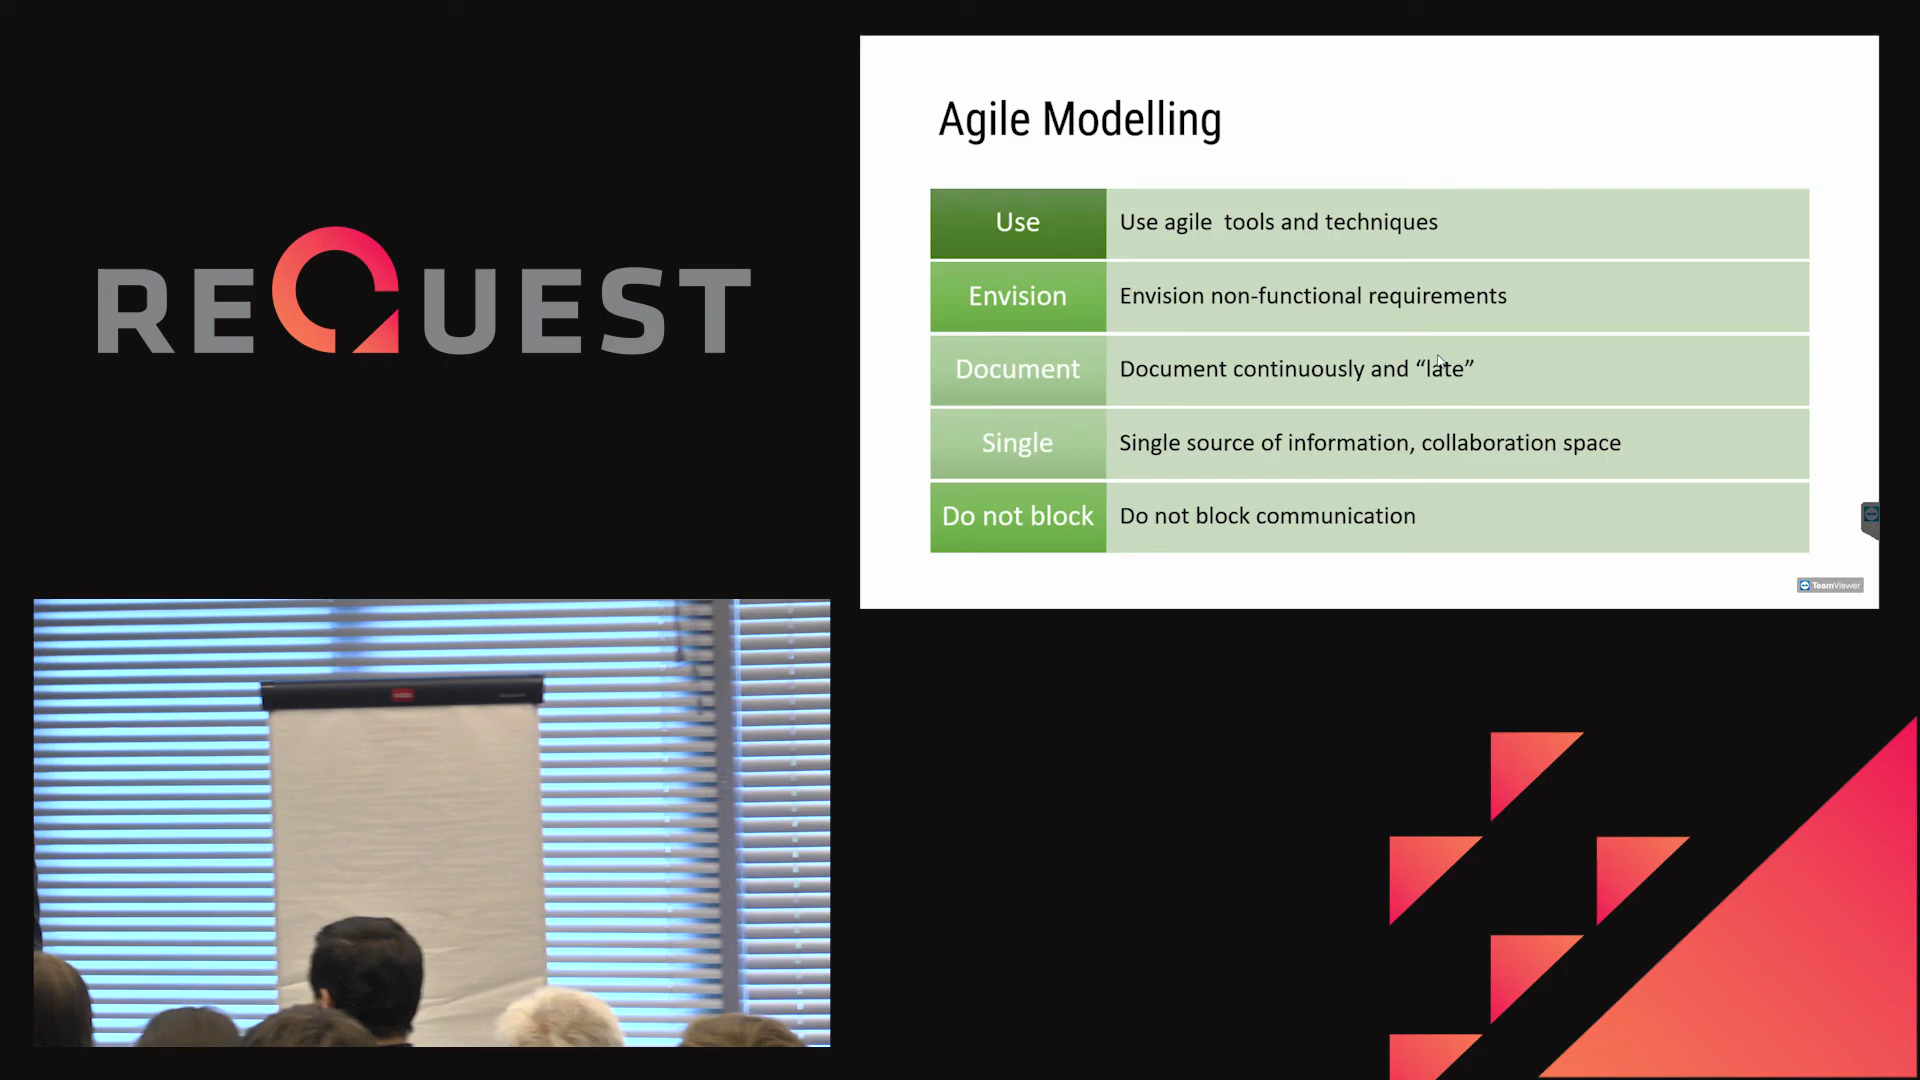 REQUEST
Agile Modelling
Use
Use agile  tools and techniques
Envision
Envision non-functional requirements
Document
Document continuously and “late”
Single
Single source of information, collaboration space
Do not block
Do not block communication
TeamViewer